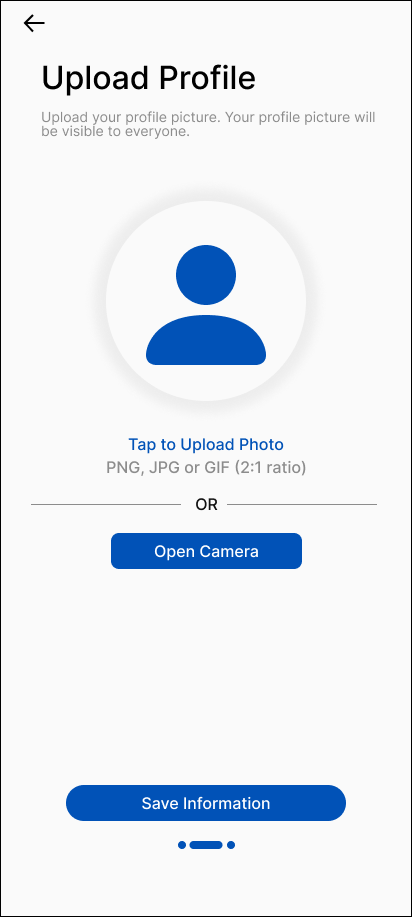 Upload Profile
Upload your profile picture. Your profile picture will
be visible to everyone.
Tap to Upload Photo
PNG, JPG or GIF (2:1 ratio)
OR
Open Camera
Save Information